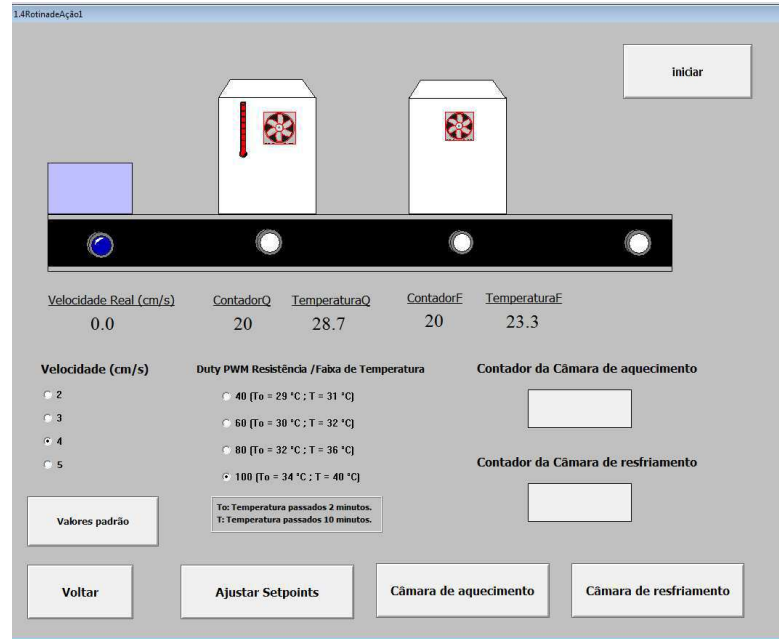 1.4RotinadeAção1
iniciar
Velocidade Real (cm/s)
0.0
ContadorQ
20
TemperaturaQ
28.7
ContadorF
20
TemperaturaF
23.3
Velocidade (cm/s)
2
3
4
5
Duty PWM Resistência /Faixa de Temperatura
40 (To = 29 °C ; T = 31 °C)
60 (To = 30 °C ; T = 32 °C)
80 (To = 32 °C ; T = 36 °C)
100 (To = 34 °C ; T = 40 °C)
To: Temperatura passados 2 minutos.
T: Temperatura passados 10 minutos.
Contador da Câmara de aquecimento
Contador da Câmara de resfriamento
Valores padrão
Voltar
Ajustar Setpoints
Câmara de aquecimento
Câmara de resfriamento